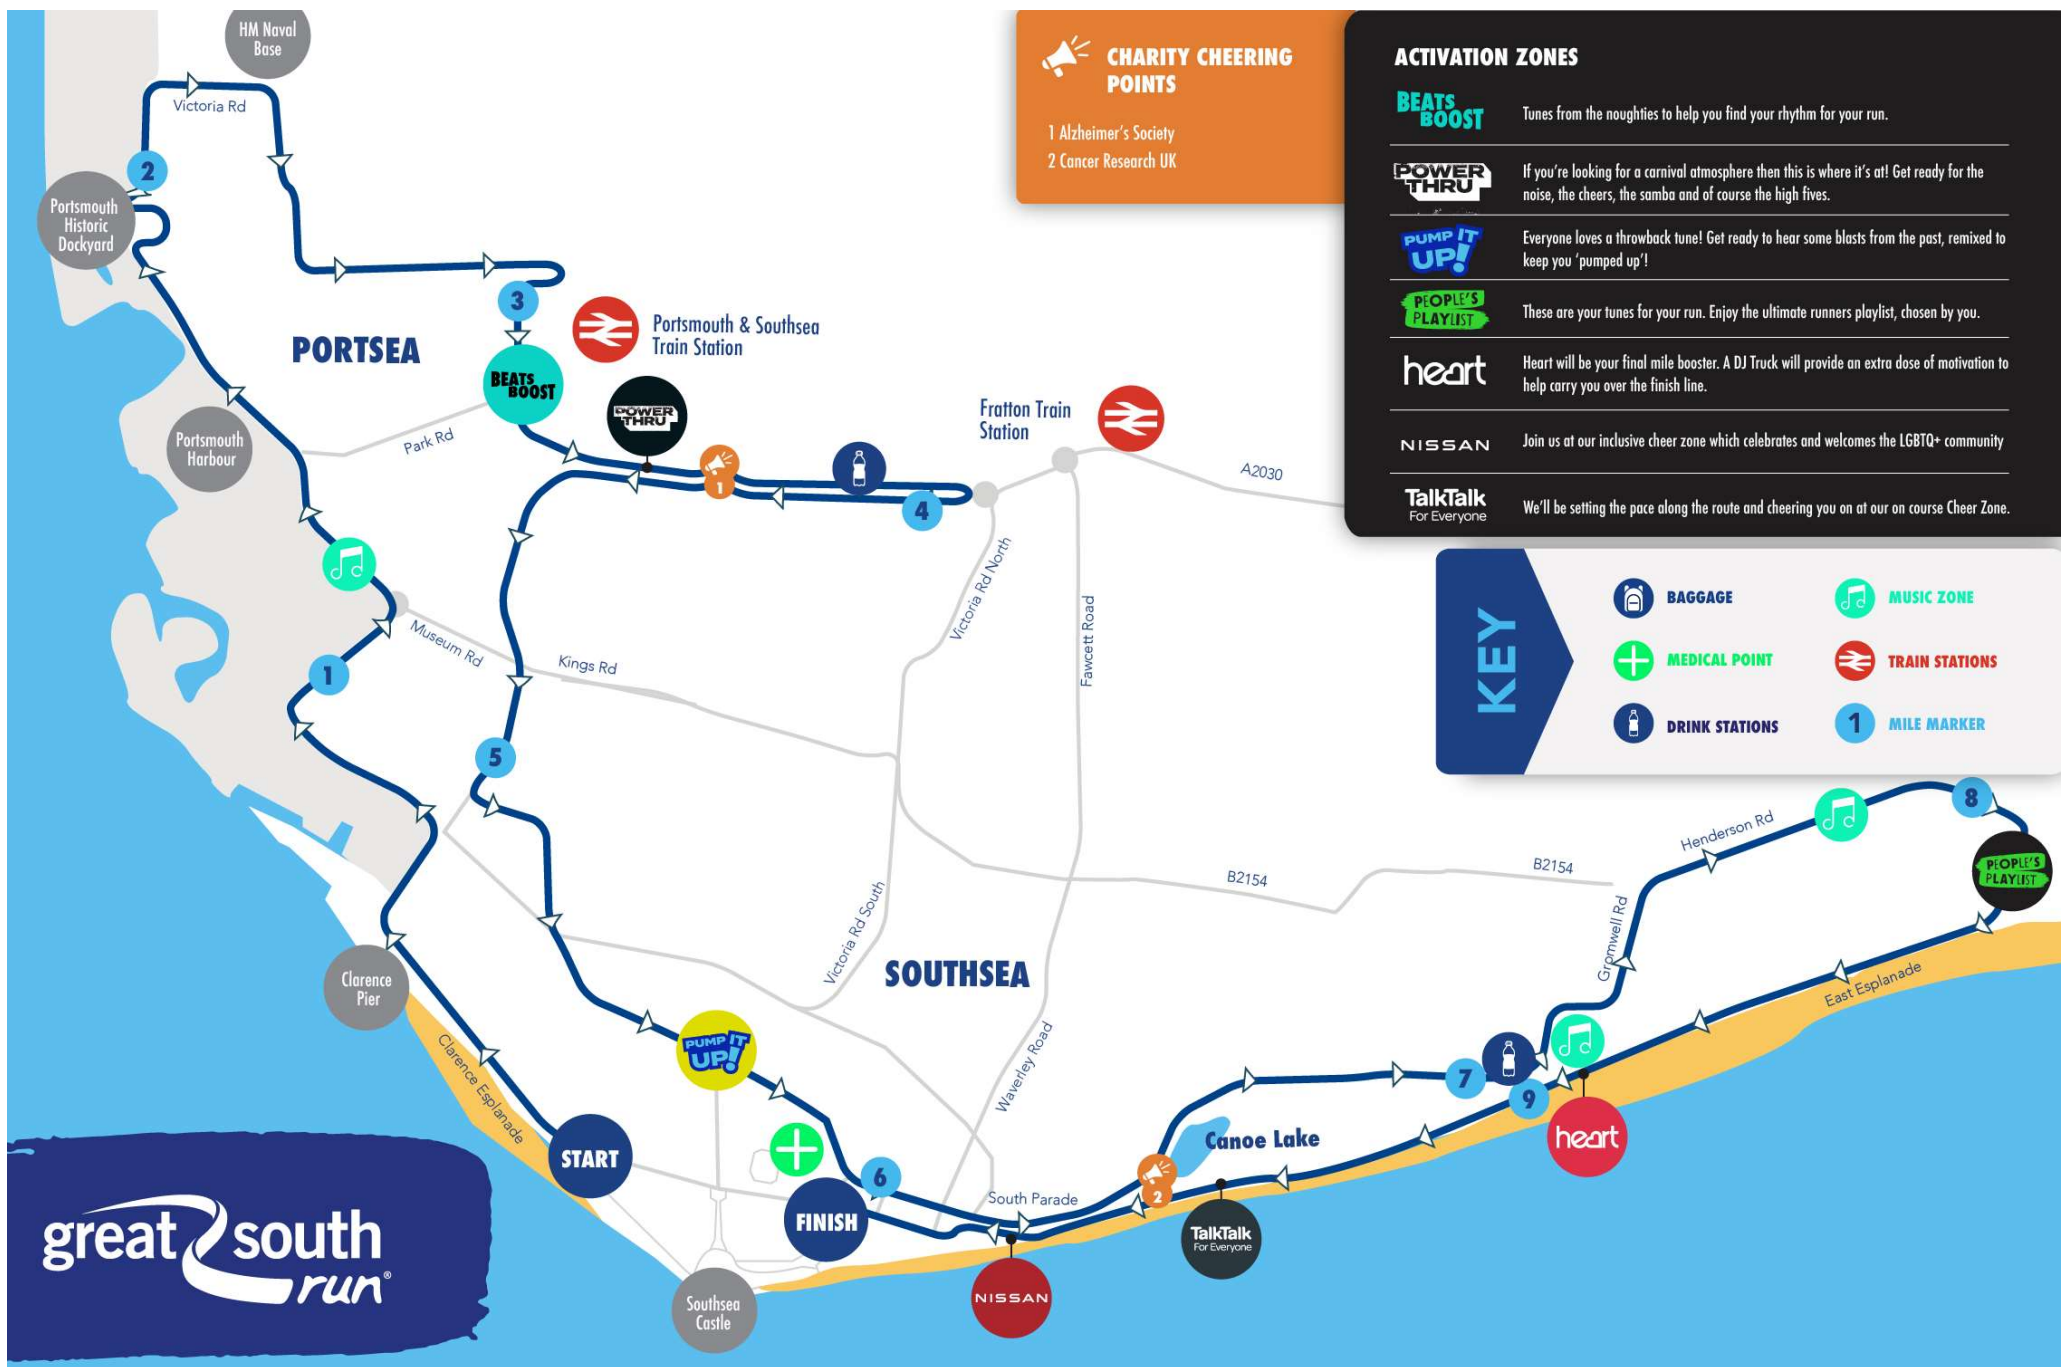 HM Naval
Base
Victoria Rd
2
Portsmouth
Historic
Dockyard
3
PORTSEA
Portsmouth & Southsea
Train Station
BEATS
BOOST
POWER
THRU
Park Rd
Portsmouth
Harbour
1
4
Fratton Train
Station
A2030
Victoria Rd North
Fawcett Road
Museum Rd
Kings Rd
1
5
B2154
B2154
Victoria Rd South
SOUTHSEA
Waverley Road
Clarence
Pier
Clarence Esplanade
PUMP IT
UP!
START
FINISH
6
South Parade
Southsea
Castle
NISSAN
2
TalkTalk
For Everyone
Canoe Lake
7
9
heart
Gromwell Rd
Henderson Rd
8
PEOPLE'S
PLAYLIST
East Esplanade
great south
run®
CHARITY CHEERING
POINTS
1 Alzheimer's Society
2 Cancer Research UK
ACTIVATION ZONES
BEATS
BOOST
Tunes from the noughties to help you find your rhythm for your run.
POWER
THRU
If you're looking for a carnival atmosphere then this is where it's at! Get ready for the
noise, the cheers, the samba and of course the high fives.
PUMP IT
UP!
Everyone loves a throwback tune! Get ready to hear some blasts from the past, remixed to
keep you 'pumped up'!
PEOPLE'S
PLAYLIST
These are your tunes for your run. Enjoy the ultimate runners playlist, chosen by you.
heart
Heart will be your final mile booster. A DJ Truck will provide an extra dose of motivation to
help carry you over the finish line.
NISSAN
Join us at our inclusive cheer zone which celebrates and welcomes the LGBTQ+ community
TalkTalk
For Everyone
We'll be setting the pace along the route and cheering you on at our on course Cheer Zone.
KEY
BAGGAGE
MUSIC ZONE
MEDICAL POINT
TRAIN STATIONS
DRINK STATIONS
1
MILE MARKER